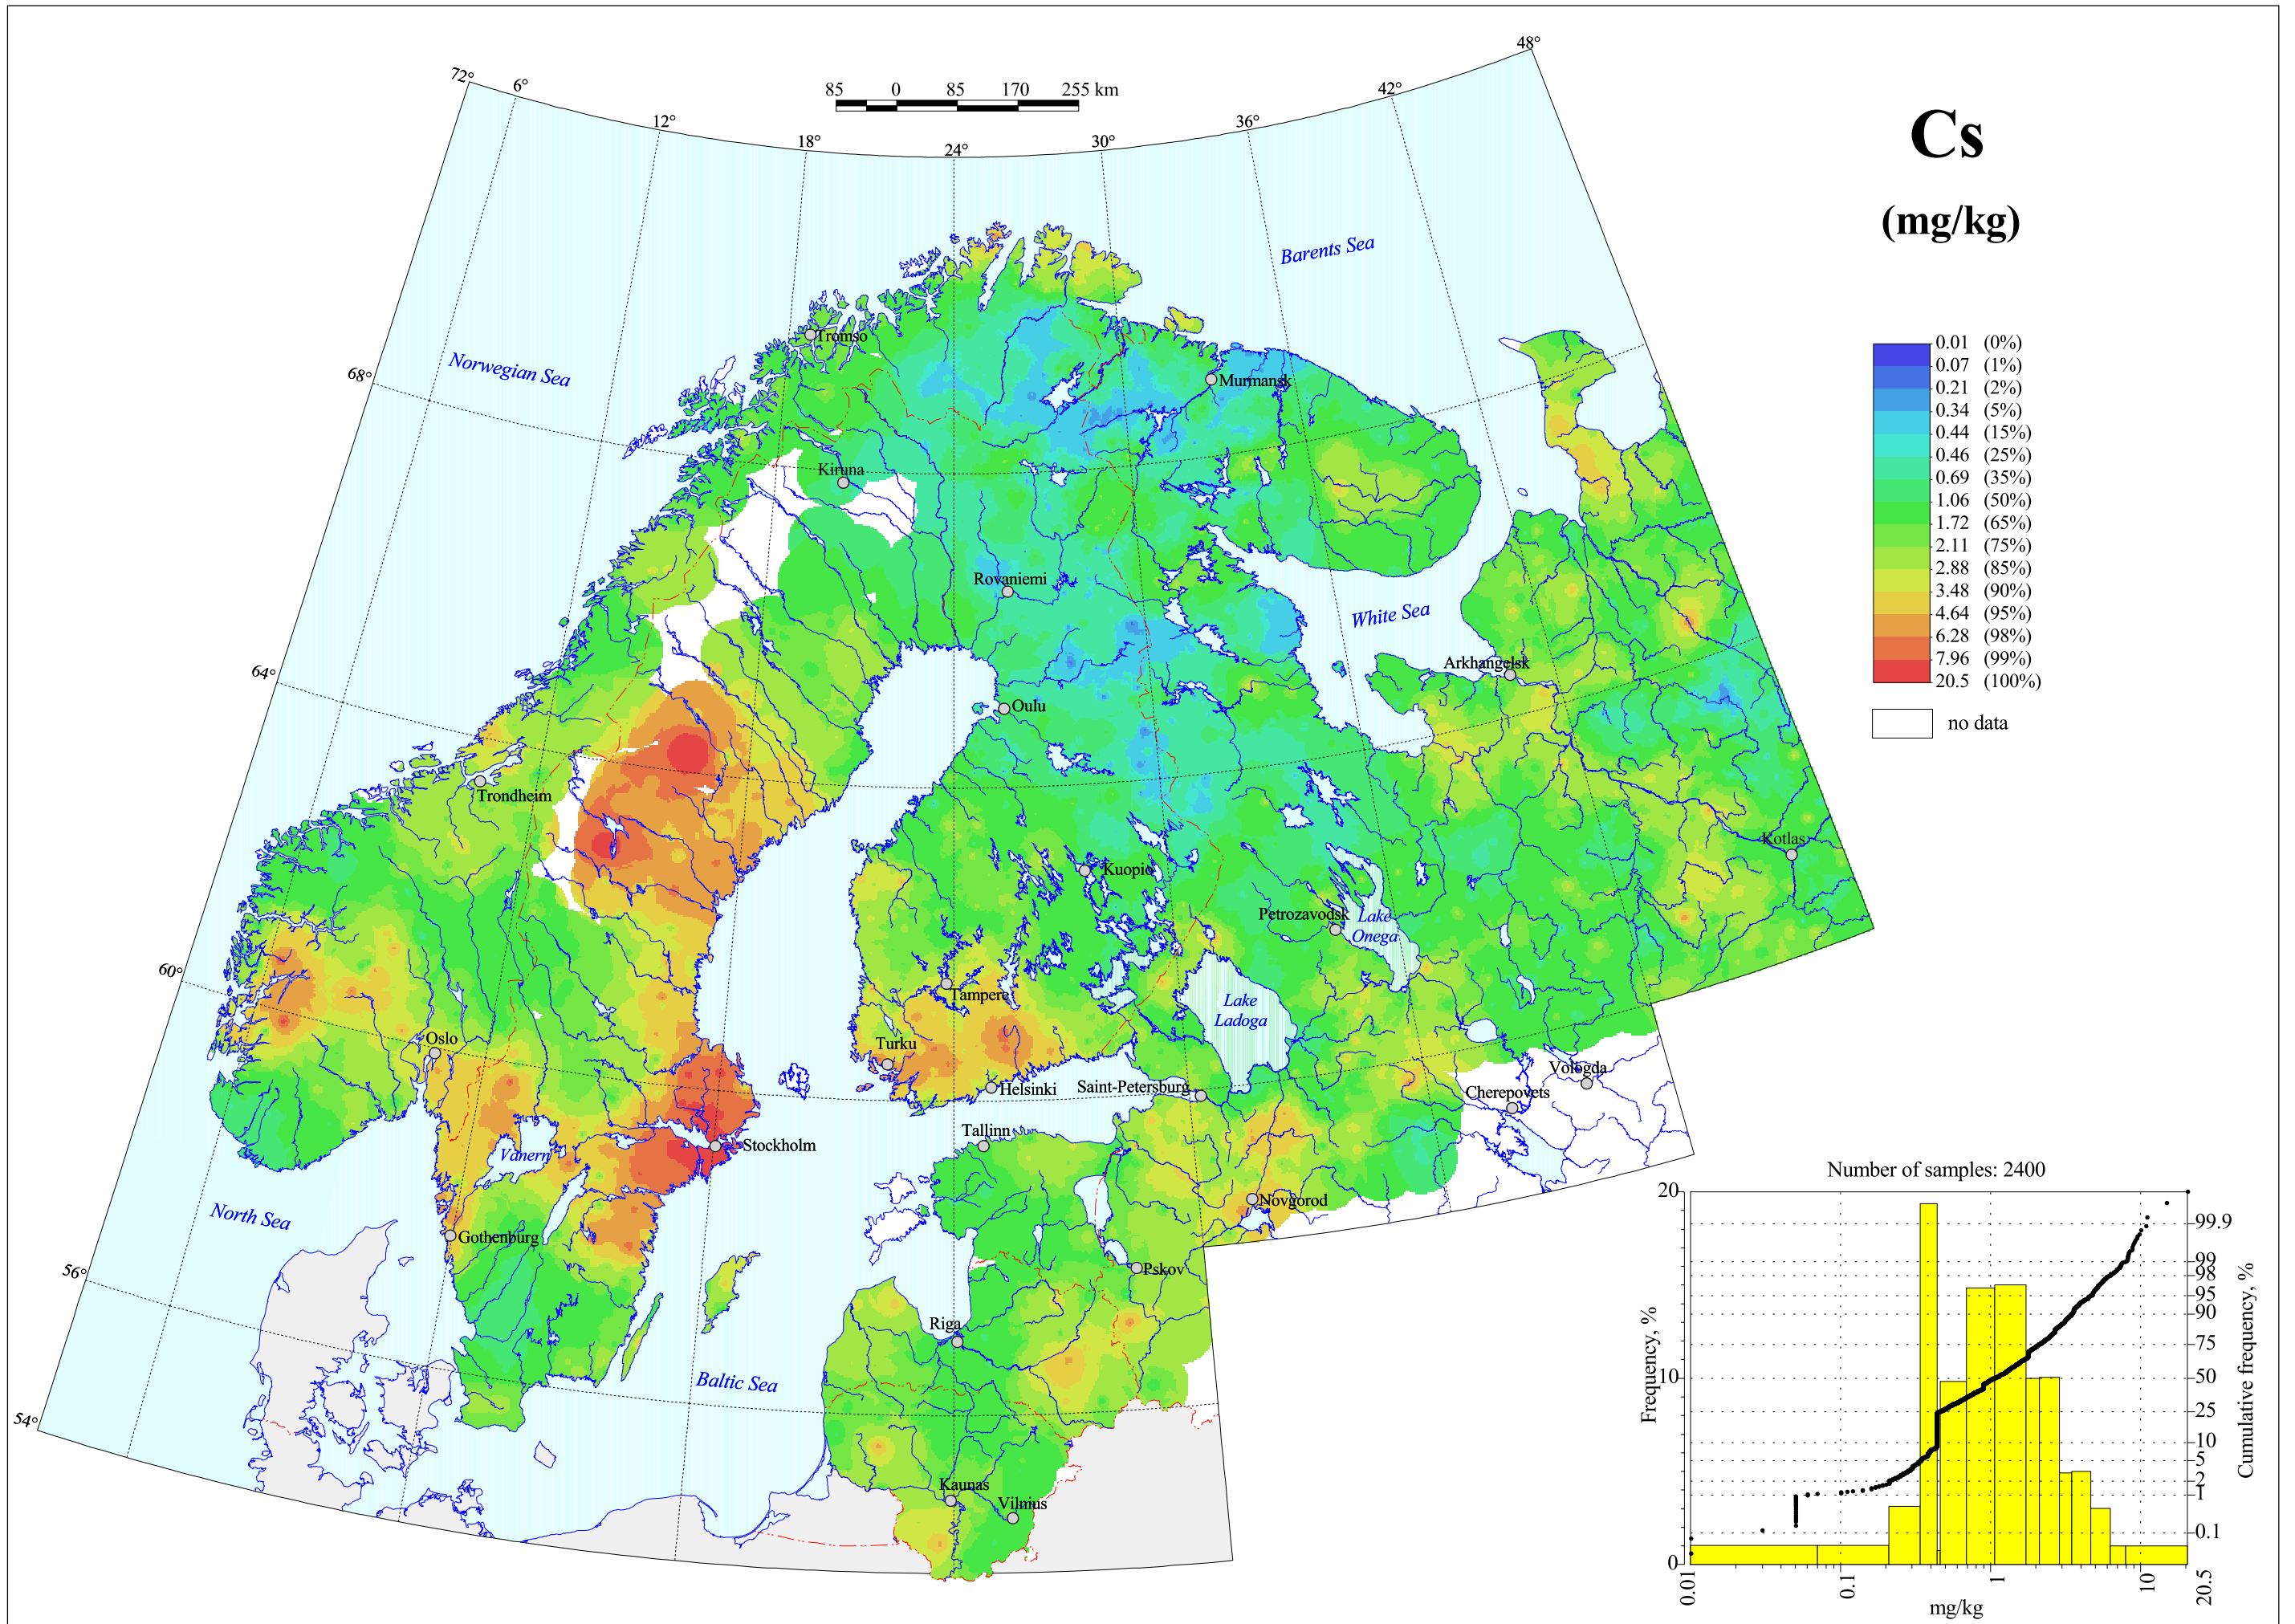 48°
72°
6°
42°
85 0 85 170 255 km
36°
12°
30°
18°
24°
Cs
(mg/kg)
Barents Sea
Norwegian Sea
Tromso
68°
Murmansk
0.01 (0%)
0.07 (1%)
0.21 (2%)
0.34 (5%)
0.44 (15%)
0.46 (25%)
0.69 (35%)
1.06 (50%)
1.72 (65%)
2.11 (75%)
2.88 (85%)
3.48 (90%)
4.64 (95%)
6.28 (98%)
7.96 (99%)
20.5 (100%)
no data
Kiruna
Rovaniemi
White Sea
64°
Arkhangelsk
Oulu
Trondheim
Kotlas
Kuopio
Petrozavodsk
Lake
Onega
60°
Tampere
Lake
Ladoga
Oslo
Turku
Helsinki
Saint-Petersburg
Vologda
Cherepovets
Tallinn
Stockholm
Vanern
North Sea
Gothenburg
Novgorod
56°
Pskov
Riga
Baltic Sea
54°
Kaunas
Vilnius
Number of samples: 2400
Frequency, %
20
10
0
99.9
99
98
95
90
75
50
25
10
5
2
1
0.1
Cumulative frequency, %
0.01
0.1
1
10
20.5
mg/kg